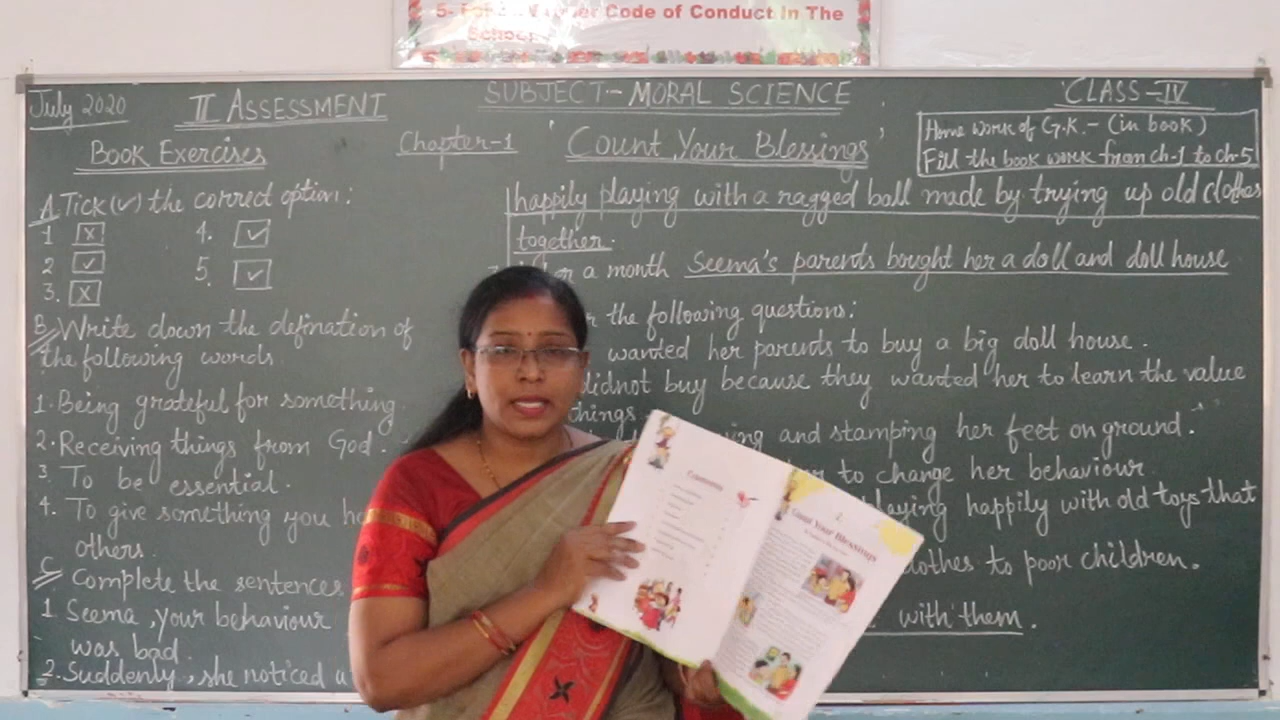 Code of Conduct In The
School
July 2020
II ASSESSMENT
SUBJECT:- MORAL SCIENCE
CLASS-IV
Book Exercises
Chapter-1
'Count Your Blessings'
Home work of G.K.- (in book)
Fill the book work from ch-1 to ch-5
A Tick(✓) the correct option:
1 ☒ 4. ☑
2 ☑ 5. ☑
3. ☒
B Write down the defination of
the following words.
1. Being grateful for something.
2. Receiving things from God.
3. To be essential.
4. To give something you
others.
C Complete the sentences
1 Seema, your behaviour
was bad
2. Suddenly, she noticed a
happily playing with a ragged ball made by trying up old clothes
together.
a month Seema's parents bought her a doll and doll house
the following questions:
wanted her parents to buy a big doll house.
didnot buy because they wanted her to learn the value
things
and stamping her feet on ground.
to change her behaviour
playing happily with old toys that
clothes to poor children.
with them.
2.
Count Your Blessings